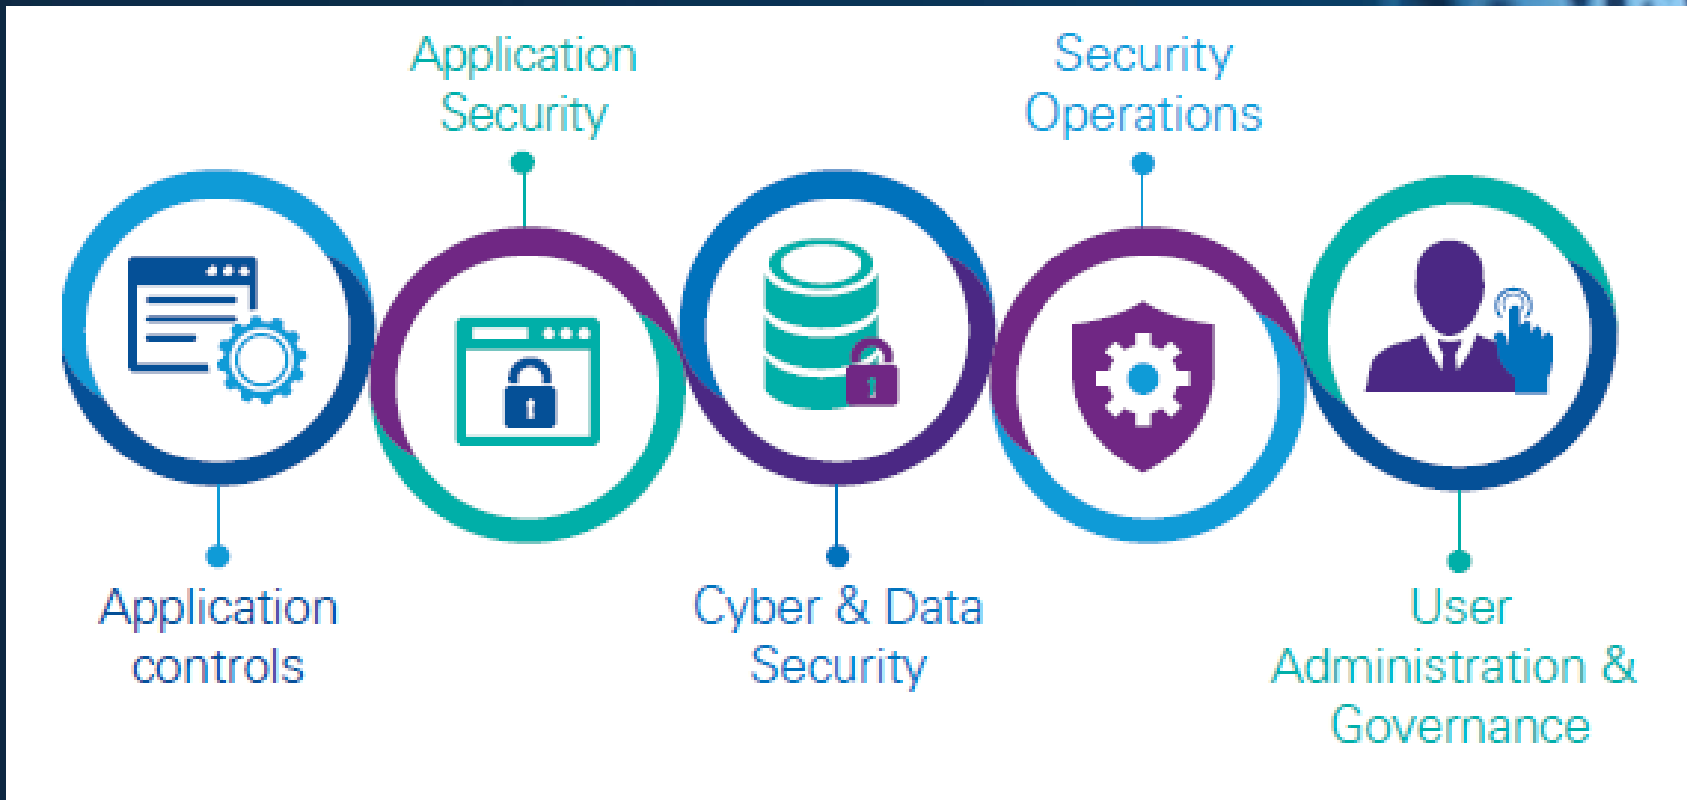 Application
Security
Security
Operations
Application
controls
Cyber & Data
Security
User
Administration &
Governance